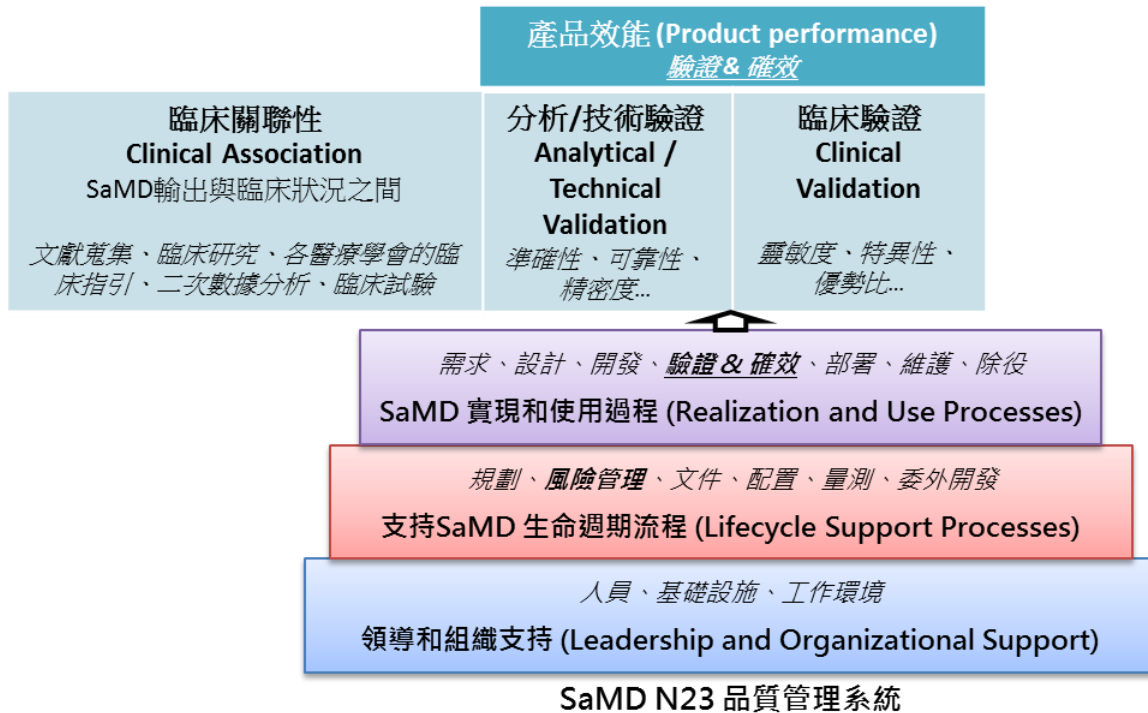 產品效能 (Product performance)
驗證 & 確效
臨床關聯性
Clinical Association
SaMD輸出與臨床狀況之間
文獻蒐集、臨床研究、各醫療學會的臨
床指引、二次數據分析、臨床試驗
分析/技術驗證
Analytical /
Technical
Validation
準確性、可靠性、
精密度...
臨床驗證
Clinical
Validation
靈敏度、特異性、
優勢比...
需求、設計、開發、驗證 & 確效、部署、維護、除役
SaMD 實現和使用過程 (Realization and Use Processes)
規劃、風險管理、文件、配置、量測、委外開發
支持SaMD 生命週期流程 (Lifecycle Support Processes)
人員、基礎設施、工作環境
領導和組織支持 (Leadership and Organizational Support)
SaMD N23 品質管理系統